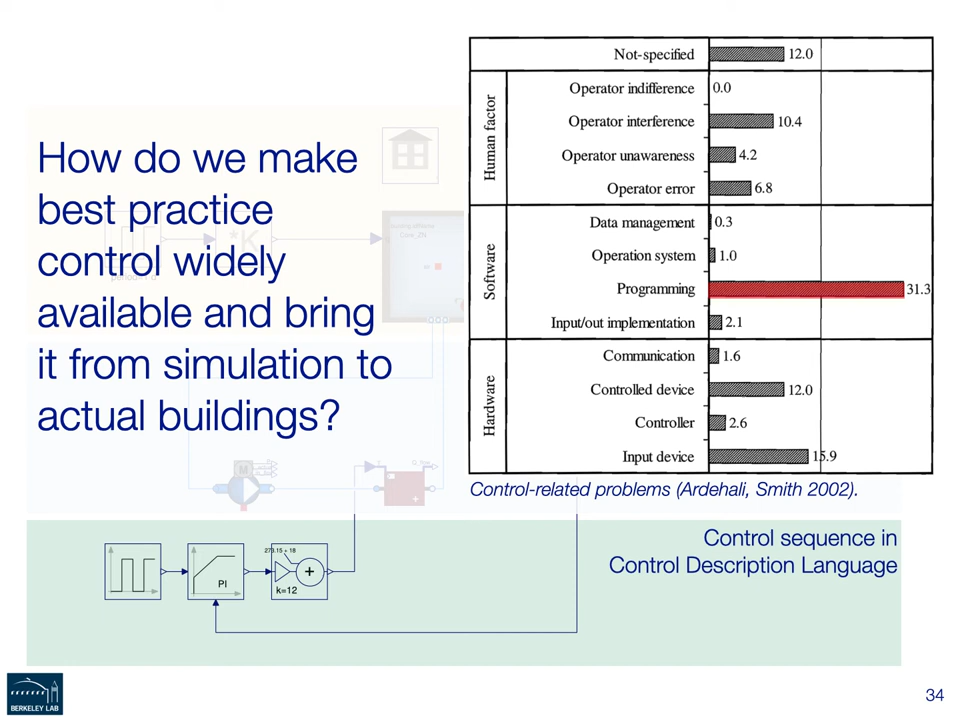 How do we make
best practice
control widely
available and bring
it from simulation to
actual buildings?
Not-specified 12.0
Human factor
Operator indifference 0.0
Operator interference 10.4
Operator unawareness 4.2
Operator error 6.8
Software
Data management 0.3
Operation system 1.0
Programming 31.3
Input/out implementation 2.1
Hardware
Communication 1.6
Controlled device 12.0
Controller 2.6
Input device 15.9
Control-related problems (Ardehali, Smith 2002).
*K
M
Control sequence in
Control Description Language
PI
273.15 + 18
+
k=12
BERKELEY LAB
34